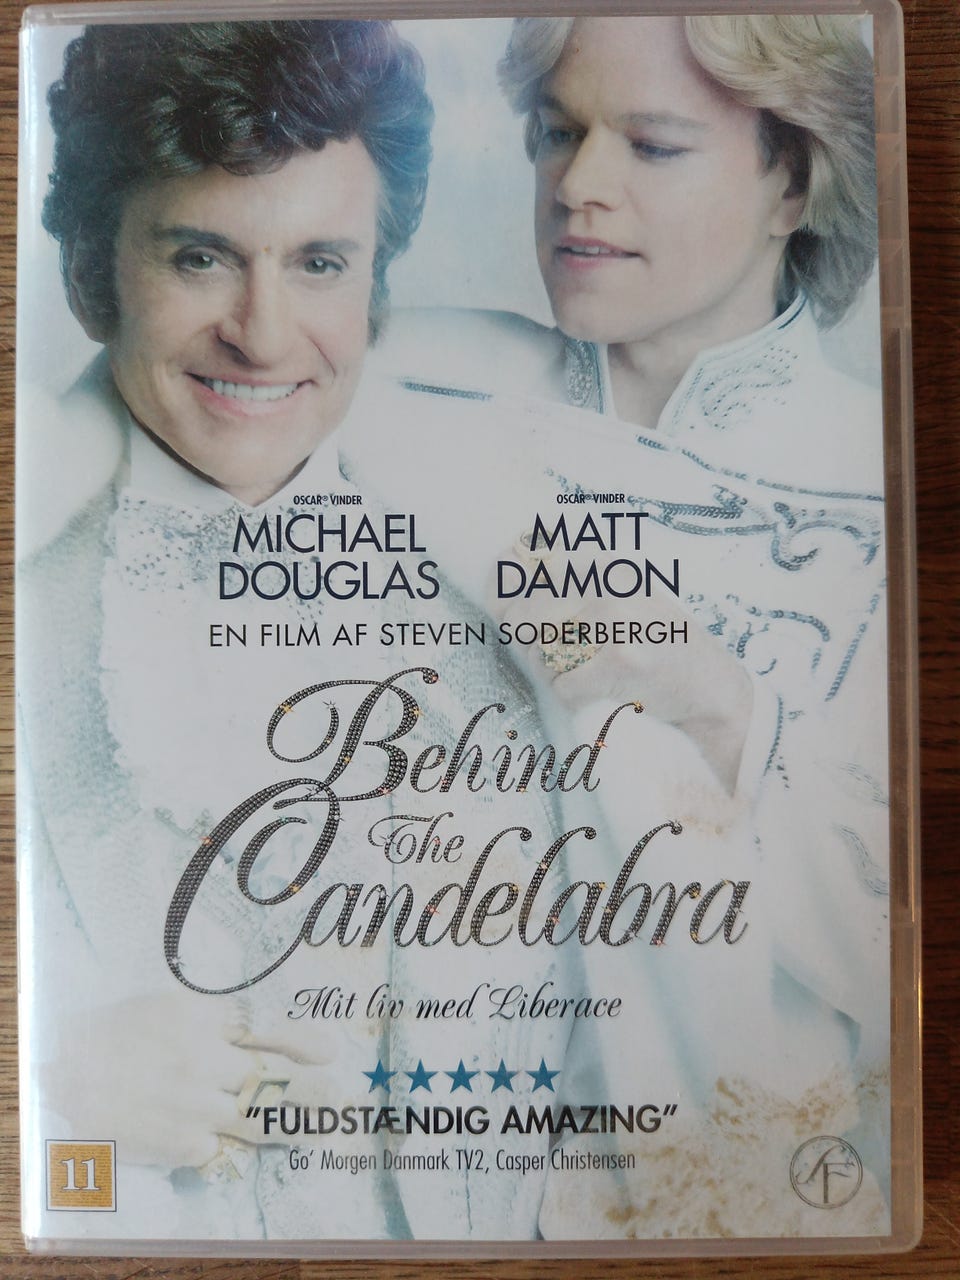 OSCAR® VINDER
MICHAEL
DOUGLAS
OSCAR® VINDER
MATT
DAMON
EN FILM AF STEVEN SODERBERGH
Behind
The
Candelabra
Mit liv med Liberace
"FULDSTÆNDIG AMAZING"
Go' Morgen Danmark TV2, Casper Christensen
11
SF